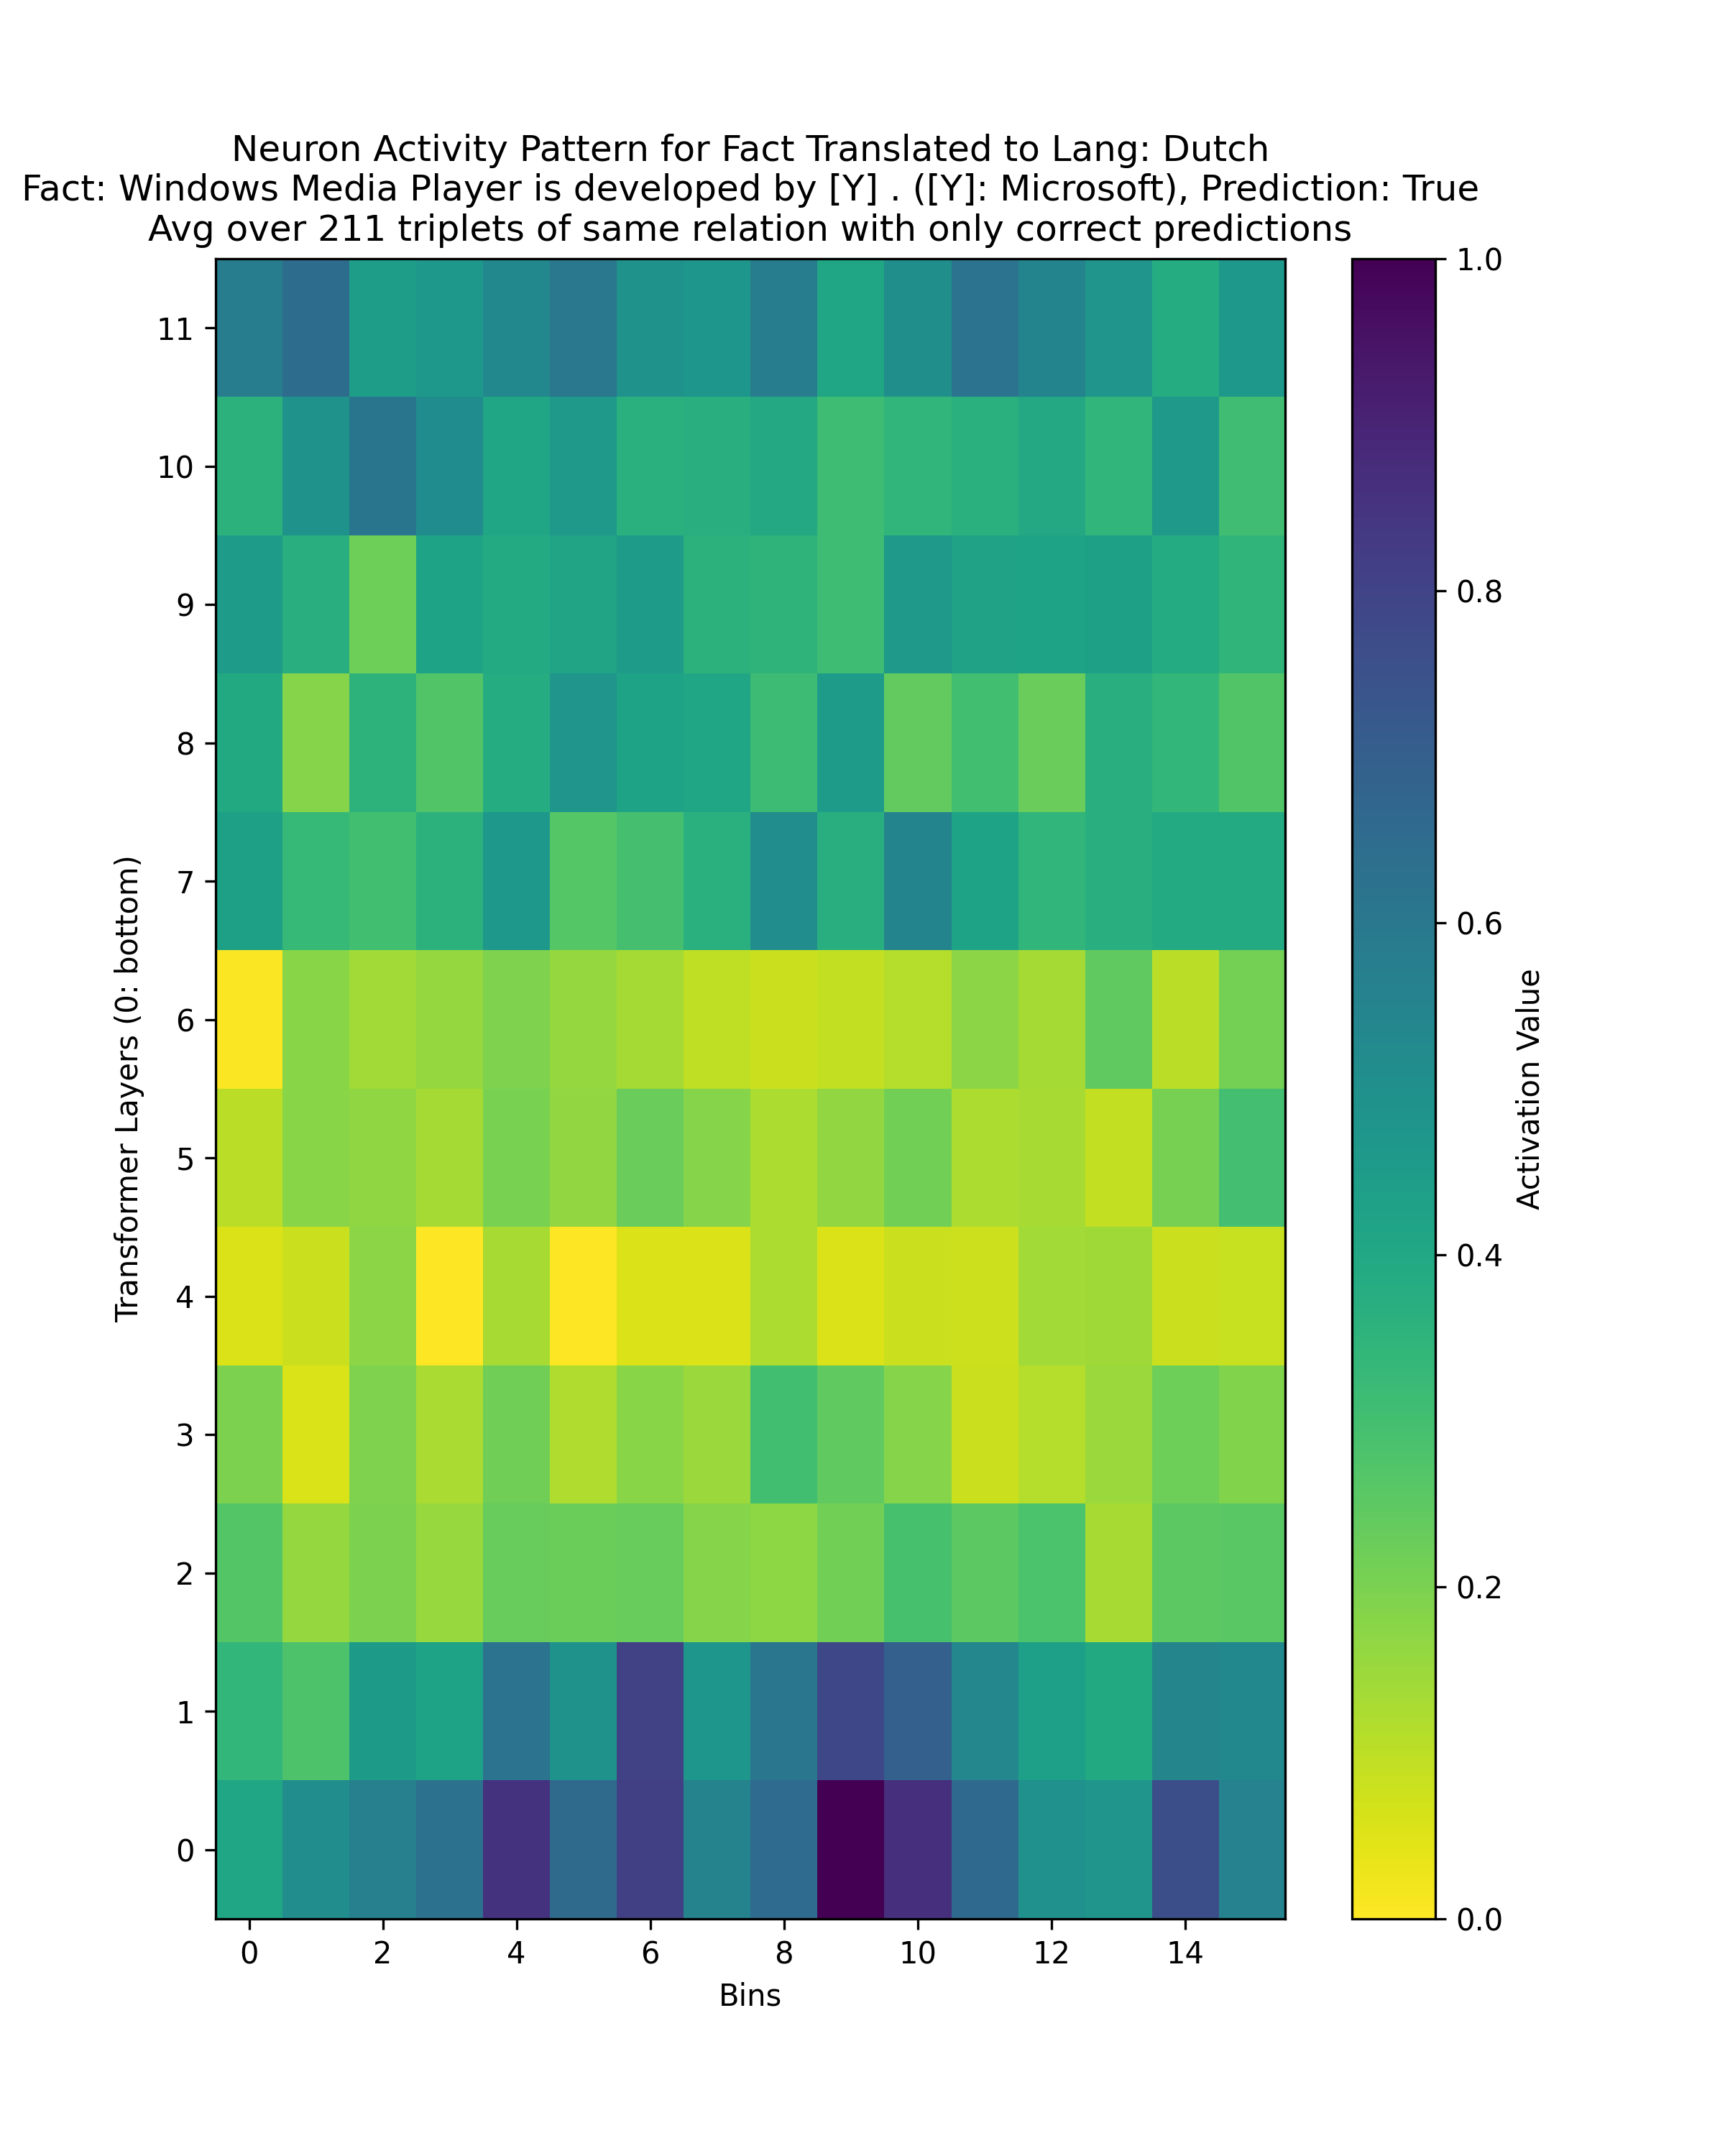 Neuron Activity Pattern for Fact Translated to Lang: Dutch
Fact: Windows Media Player is developed by [Y] . ([Y]: Microsoft), Prediction: True
Avg over 211 triplets of same relation with only correct predictions
Transformer Layers (0: bottom)
11
10
9
8
7
6
5
4
3
2
1
0
0 2 4 6 8 10 12 14
Bins
1.0
0.8
0.6
0.4
0.2
0.0
Activation Value